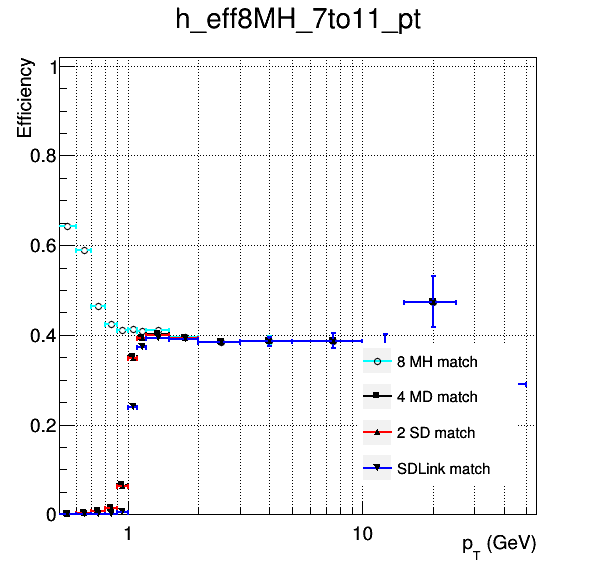 h_eff8MH_7to11_pt
Efficiency
1
0.8
0.6
0.4
0.2
0
8 MH match
4 MD match
2 SD match
SDLink match
1
10
p_T (GeV)